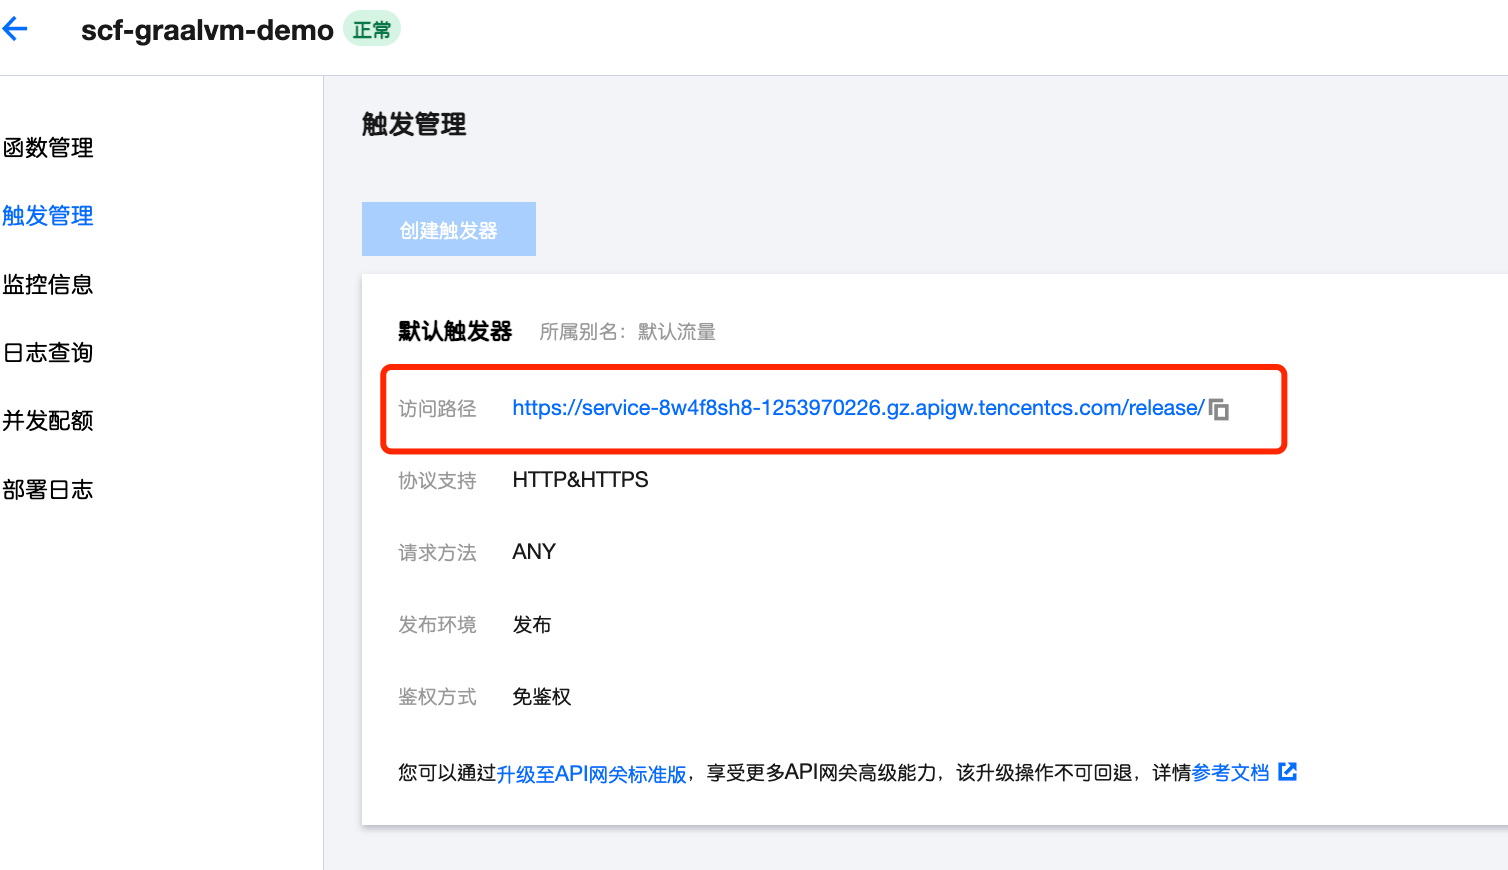 scf-graalvm-demo 正常
函数管理
触发管理
监控信息
日志查询
并发配额
部署日志
触发管理
创建触发器
默认触发器 所属别名：默认流量
访问路径 https://service-8w4f8sh8-1253970226.gz.apigw.tencentcs.com/release/
协议支持 HTTP&HTTPS
请求方法 ANY
发布环境 发布
鉴权方式 免鉴权
您可以通过升级至API网关标准版，享受更多API网关高级能力，该升级操作不可回退，详情参考文档